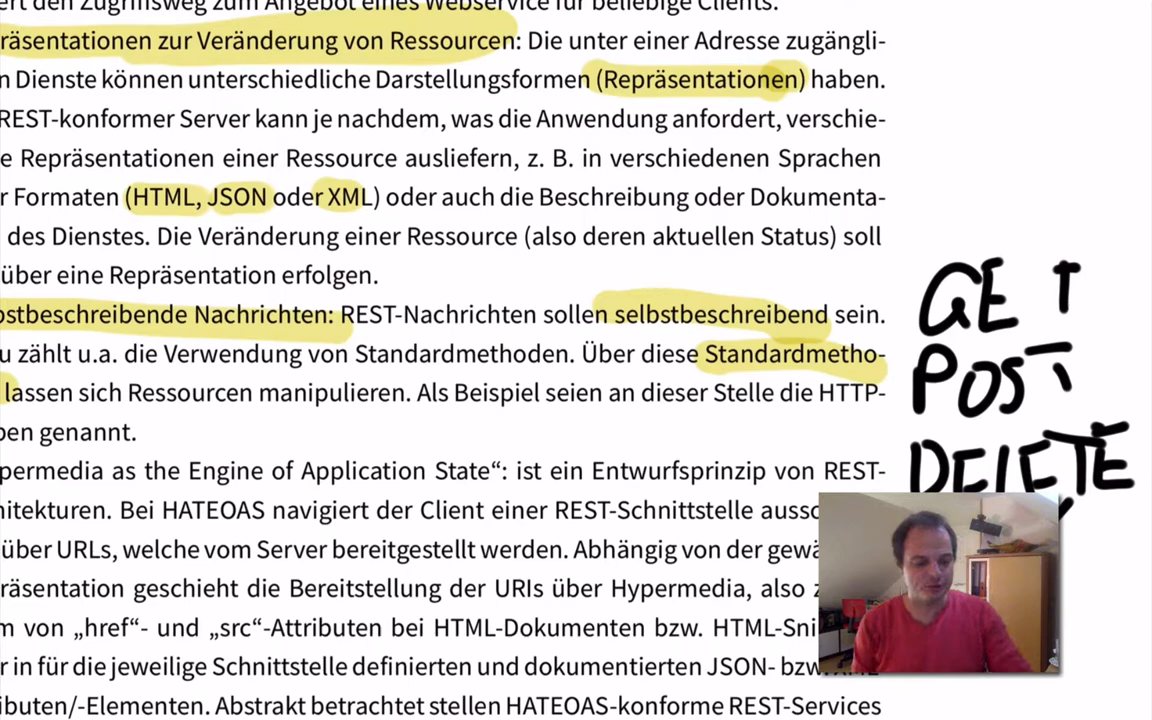 ert den Zugriffsweg zum Angebot eines Webservice für beliebige Clients.
räsentationen zur Veränderung von Ressourcen: Die unter einer Adresse zugängli-
n Dienste können unterschiedliche Darstellungsformen (Repräsentationen) haben.
REST-konformer Server kann je nachdem, was die Anwendung anfordert, verschie-
e Repräsentationen einer Ressource ausliefern, z. B. in verschiedenen Sprachen
r Formaten (HTML, JSON oder XML) oder auch die Beschreibung oder Dokumenta-
des Dienstes. Die Veränderung einer Ressource (also deren aktuellen Status) soll
über eine Repräsentation erfolgen.
bstbeschreibende Nachrichten: REST-Nachrichten sollen selbstbeschreibend sein.
u zählt u.a. die Verwendung von Standardmethoden. Über diese Standardmetho-
lassen sich Ressourcen manipulieren. Als Beispiel seien an dieser Stelle die HTTP-
ben genannt.
permedia as the Engine of Application State“: ist ein Entwurfsprinzip von REST-
hitekturen. Bei HATEOAS navigiert der Client einer REST-Schnittstelle aussc
über URLs, welche vom Server bereitgestellt werden. Abhängig von der gewä
räsentation geschieht die Bereitstellung der URIs über Hypermedia, also z
m von „href“- und „src“-Attributen bei HTML-Dokumenten bzw. HTML-Sni
r in für die jeweilige Schnittstelle definierten und dokumentierten JSON- bzw. XML-
ibuten/-Elementen. Abstrakt betrachtet stellen HATEOAS-konforme REST-Services
GET
POST
DELETE